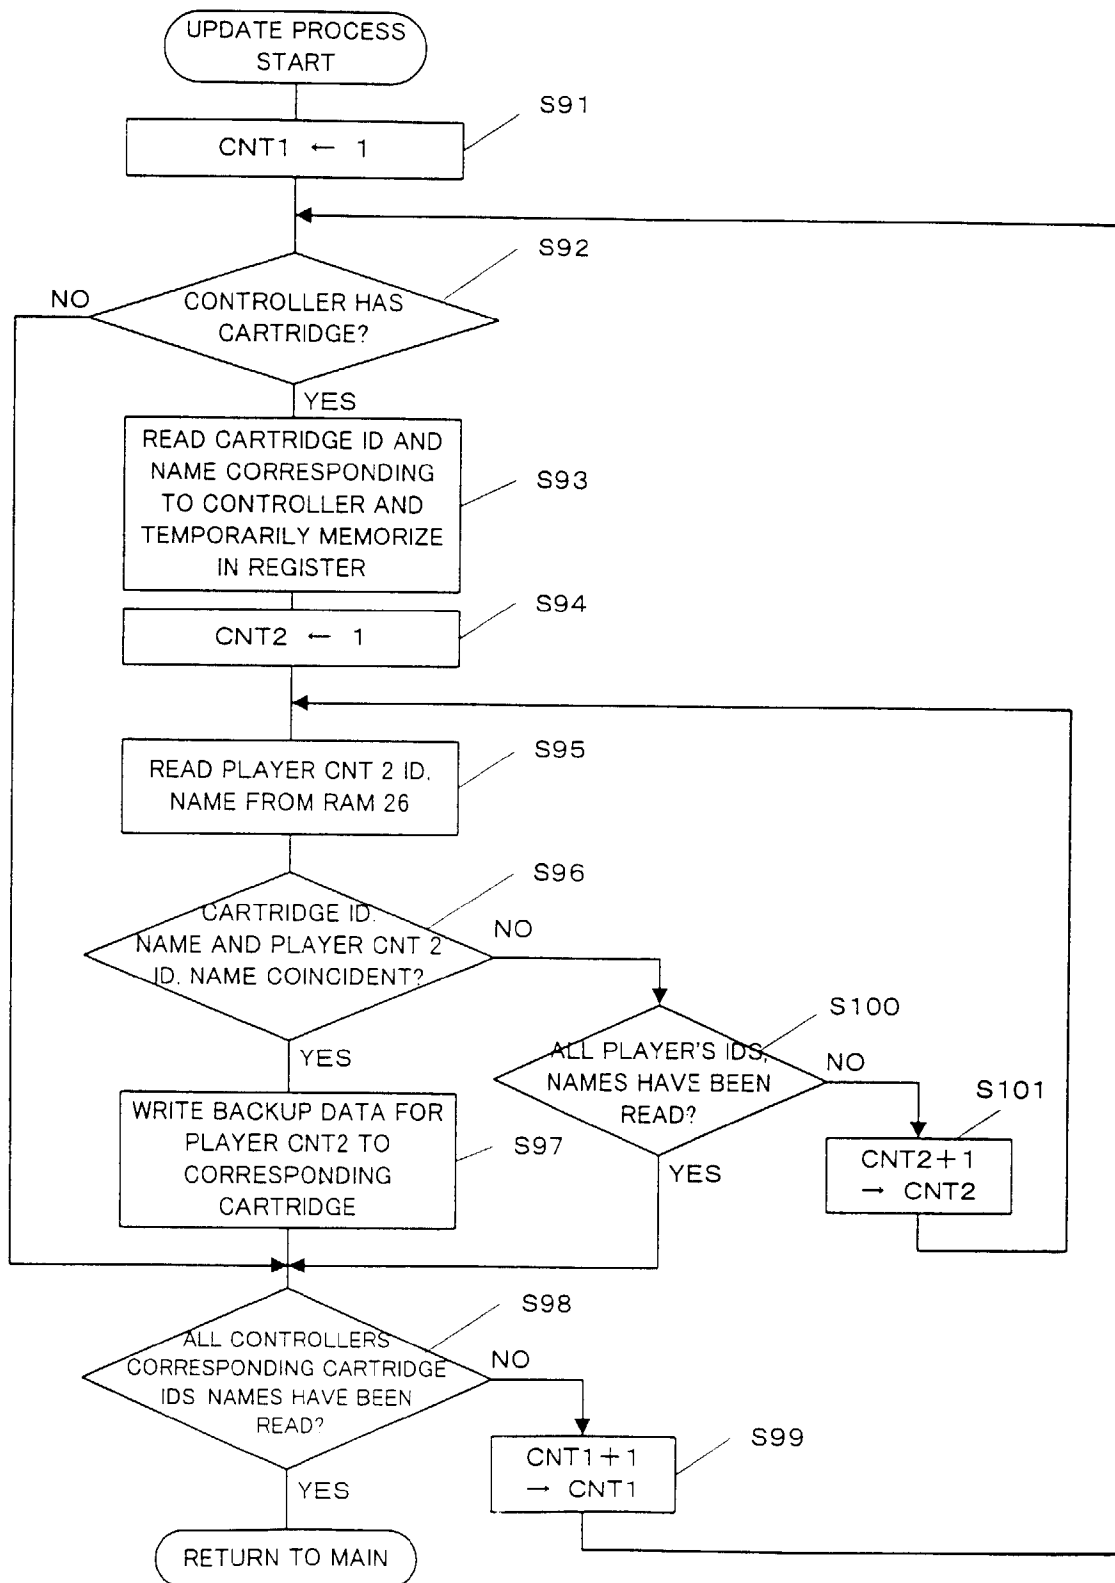 UPDATE PROCESS
START
S91
CNT1 ← 1
S92
NO
CONTROLLER HAS
CARTRIDGE?
YES
READ CARTRIDGE ID AND
NAME CORRESPONDING
TO CONTROLLER AND
TEMPORARILY MEMORIZE
IN REGISTER
S93
S94
CNT2 ← 1
S95
READ PLAYER CNT 2 ID,
NAME FROM RAM 26
S96
CARTRIDGE ID,
NAME AND PLAYER CNT 2
ID, NAME COINCIDENT?
NO
YES
S100
ALL PLAYER'S IDS,
NAMES HAVE BEEN
READ?
NO
YES
S101
CNT2+1
→ CNT2
WRITE BACKUP DATA FOR
PLAYER CNT2 TO
CORRESPONDING
CARTRIDGE
S97
S98
ALL CONTROLLERS
CORRESPONDING CARTRIDGE
IDS NAMES HAVE BEEN
READ?
NO
YES
S99
CNT1+1
→ CNT1
RETURN TO MAIN